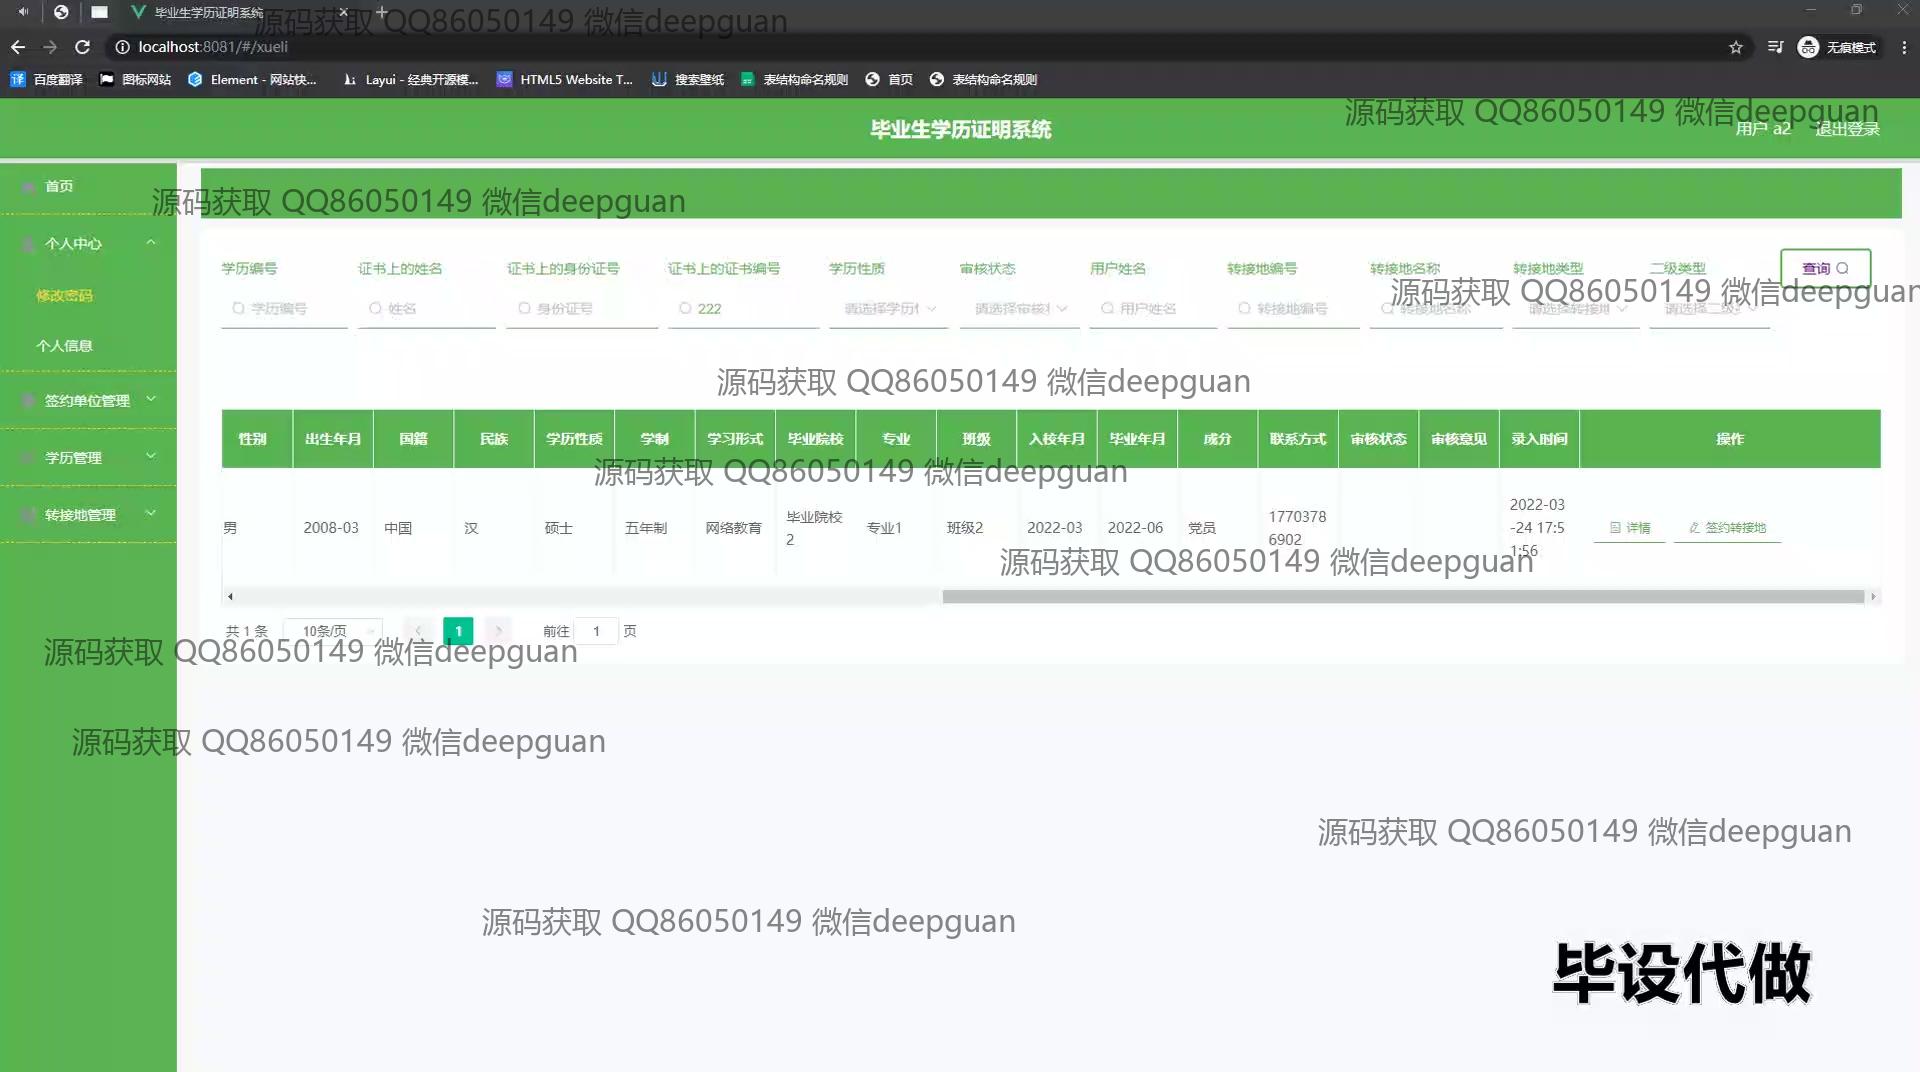 毕业生学历证明系统
源码获取 QQ86050149 微信deepguan
localhost:8081/#/xueli
无痕模式
百度翻译 图标网站 Element - 网站快... Layui - 经典开源模... HTML5 Website T... 搜索壁纸 表结构命名规则 首页 表结构命名规则
源码获取 QQ86050149 微信deepguan
毕业生学历证明系统
用户 a2 退出登录
首页
源码获取 QQ86050149 微信deepguan
个人中心
修改密码
个人信息
签约单位管理
学历管理
转接地管理
学历编号 证书上的姓名 证书上的身份证号 证书上的证书编号 学历性质 审核状态 用户姓名 转接地编号 转接地名称 转接地类型 二级类型 查询
源码获取 QQ86050149 微信deepguan
学历编号 姓名 身份证号 222 请选择学历 请选择审核 用户姓名 转接地编号 转接地名称 请选择转接地 请选择二级
源码获取 QQ86050149 微信deepguan
性别 出生年月 国籍 民族 学历性质 学制 学习形式 毕业院校 专业 班级 入校年月 毕业年月 成分 联系方式 审核状态 审核意见 录入时间 操作
源码获取 QQ86050149 微信deepguan
男 2008-03 中国 汉 硕士 五年制 网络教育 毕业院校2 专业1 班级2 2022-03 2022-06 党员 17703786902 2022-03-24 17:51:56 详情 签约转接地
源码获取 QQ86050149 微信deepguan
共 1 条 10条/页 1 前往 1 页
源码获取 QQ86050149 微信deepguan
源码获取 QQ86050149 微信deepguan
源码获取 QQ86050149 微信deepguan
源码获取 QQ86050149 微信deepguan
毕设代做